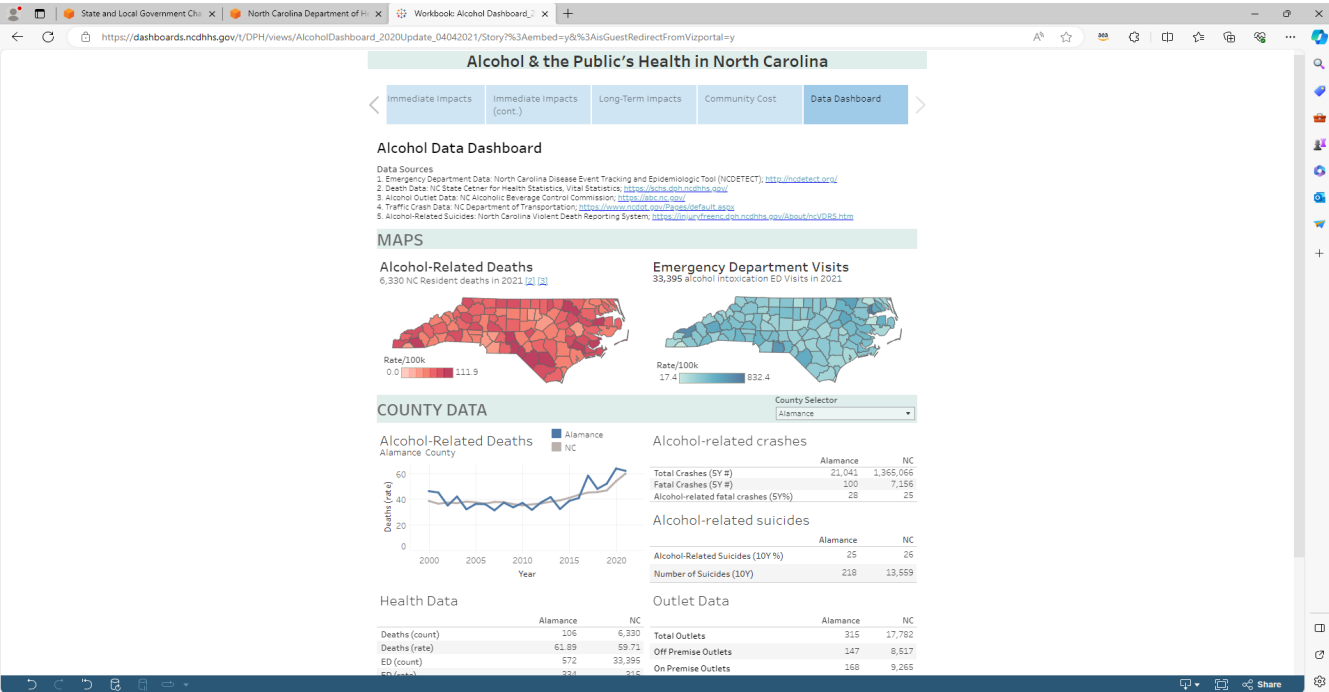 State and Local Government Cha
North Carolina Department of H
Workbook: Alcohol Dashboard_2
https://dashboards.ncdhhs.gov/t/DPH/views/AlcoholDashboard_2020Update_04042021/Story?%3Aembed=y&%3AisGuestRedirectFromVizportal=y
Alcohol & the Public's Health in North Carolina
Immediate Impacts
Immediate Impacts (cont.)
Long-Term Impacts
Community Cost
Data Dashboard
Alcohol Data Dashboard
Data Sources
1. Emergency Department Data: North Carolina Disease Event Tracking and Epidemiologic Tool (NCDETECT); http://ncdetect.org/
2. Death Data: NC State Cetner for Health Statistics, Vital Statistics; https://schs.dph.ncdhhs.gov/
3. Alcohol Outlet Data: NC Alcoholic Beverage Control Commission; https://abc.nc.gov/
4. Traffic Crash Data: NC Department of Transportation; https://www.ncdot.gov/Pages/default.aspx
5. Alcohol-Related Suicides: North Carolina Violent Death Reporting System; https://injuryfreenc.dph.ncdhhs.gov/About/ncVDRS.htm
MAPS
Alcohol-Related Deaths
6,330 NC Resident deaths in 2021 [2] [3]
Rate/100k
0.0 111.9
Emergency Department Visits
33,395 alcohol intoxication ED Visits in 2021
Rate/100k
17.4 832.4
COUNTY DATA
County Selector
Alamance
Alcohol-Related Deaths
Alamance County
Alamance
NC
Deaths (rate)
60
40
20
0
2000 2005 2010 2015 2020
Year
Alcohol-related crashes
Alamance NC
Total Crashes (5Y #) 21,041 1,365,066
Fatal Crashes (5Y #) 100 7,156
Alcohol-related fatal crashes (5Y%) 28 25
Alcohol-related suicides
Alamance NC
Alcohol-Related Suicides (10Y %) 25 26
Number of Suicides (10Y) 218 13,559
Health Data
Alamance NC
Deaths (count) 106 6,330
Deaths (rate) 61.89 59.71
ED (count) 572 33,395
ED (rate) 334 315
Outlet Data
Alamance NC
Total Outlets 315 17,782
Off Premise Outlets 147 8,517
On Premise Outlets 168 9,265
Share